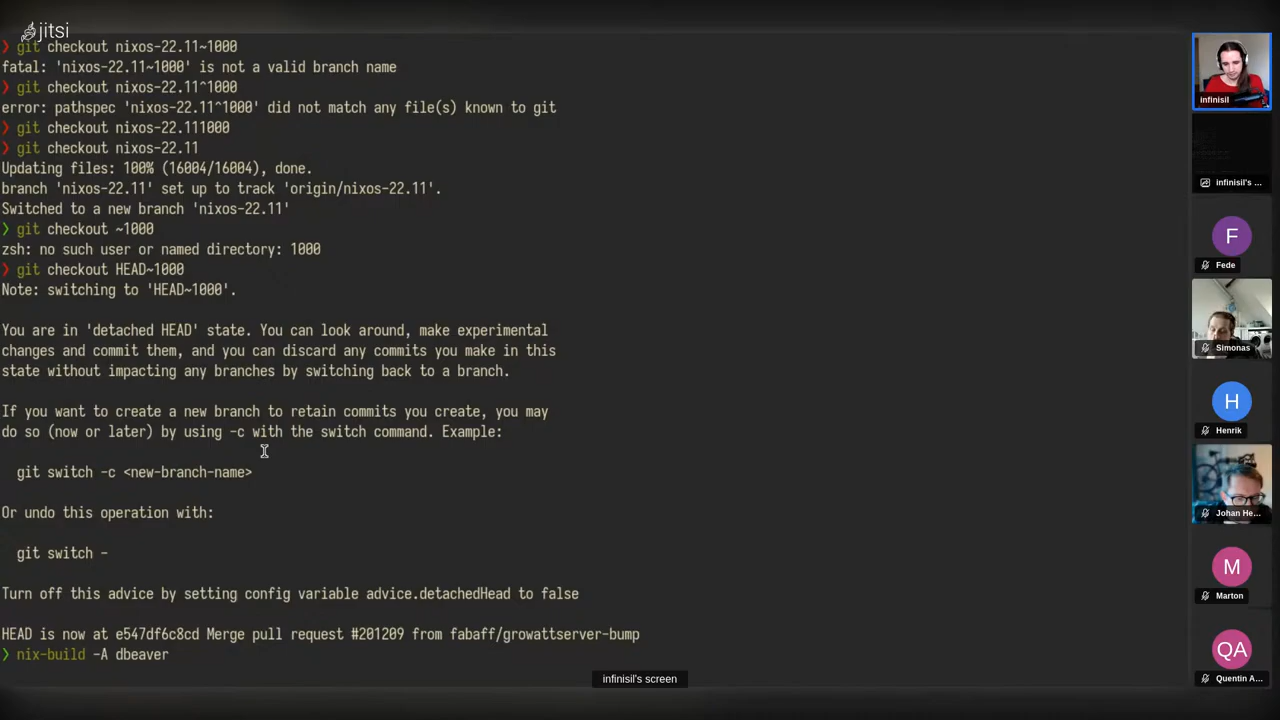 jitsi
❯ git checkout nixos-22.11~1000
fatal: 'nixos-22.11~1000' is not a valid branch name
❯ git checkout nixos-22.11^1000
error: pathspec 'nixos-22.11^1000' did not match any file(s) known to git
❯ git checkout nixos-22.111000
❯ git checkout nixos-22.11
Updating files: 100% (16004/16004), done.
branch 'nixos-22.11' set up to track 'origin/nixos-22.11'.
Switched to a new branch 'nixos-22.11'
❯ git checkout ~1000
zsh: no such user or named directory: 1000
❯ git checkout HEAD~1000
Note: switching to 'HEAD~1000'.
You are in 'detached HEAD' state. You can look around, make experimental
changes and commit them, and you can discard any commits you make in this
state without impacting any branches by switching back to a branch.
If you want to create a new branch to retain commits you create, you may
do so (now or later) by using -c with the switch command. Example:
git switch -c <new-branch-name>
Or undo this operation with:
git switch -
Turn off this advice by setting config variable advice.detachedHead to false
HEAD is now at e547df6c8cd Merge pull request #201209 from fabaff/growattserver-bump
❯ nix-build -A dbeaver
infinisil's screen
infinisil
infinisil's ...
F
Fede
Simonas
H
Henrik
Johan He...
M
Marton
QA
Quentin A...